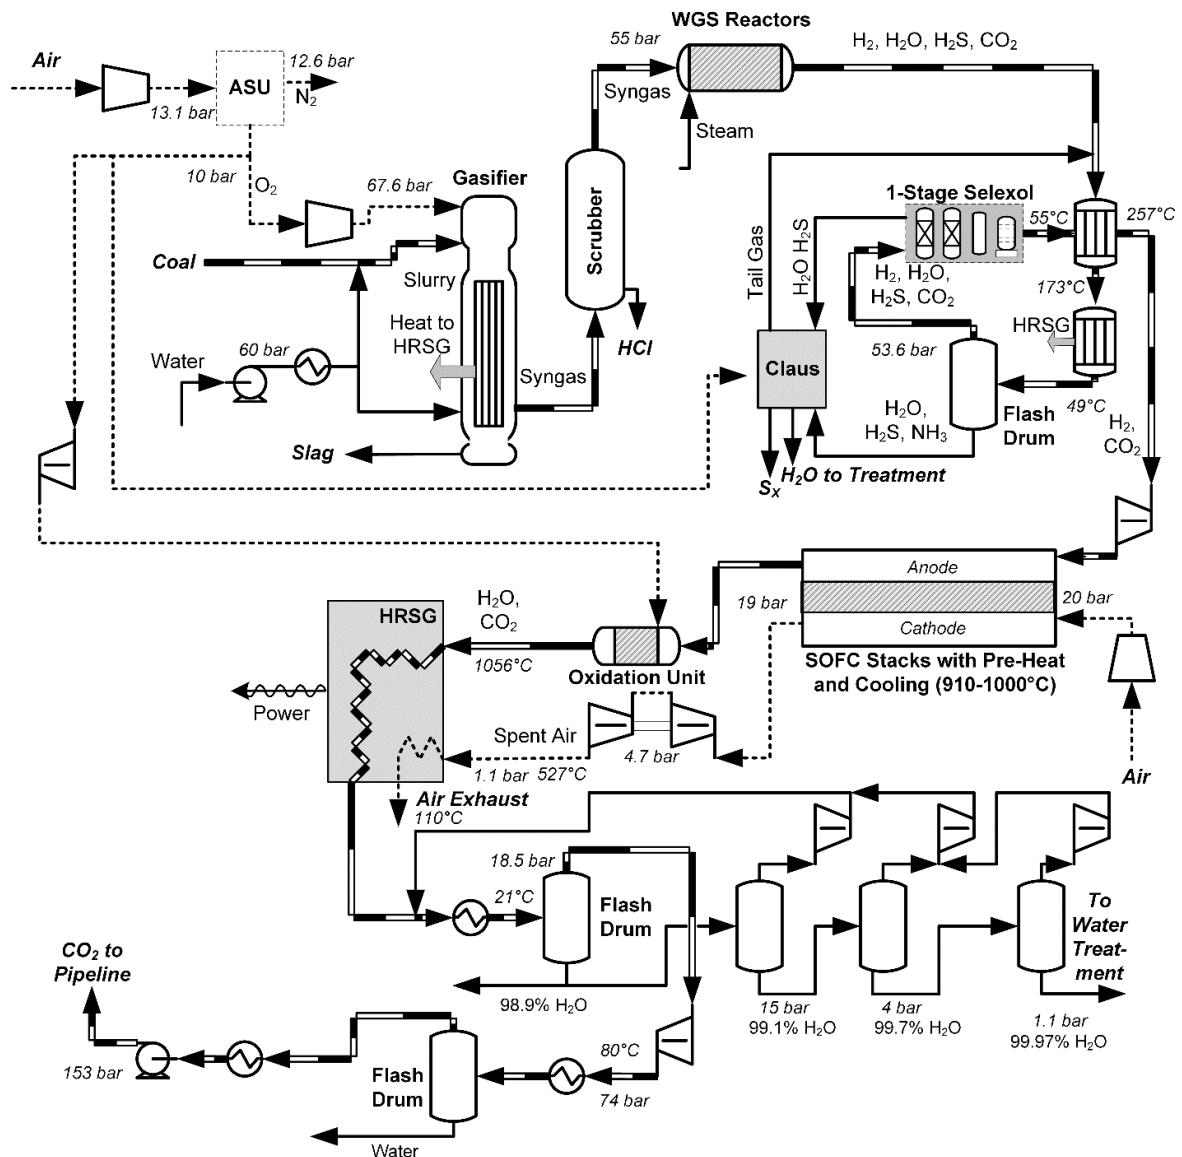 WGS Reactors
55 bar
H₂, H₂O, H₂S, CO₂
Air
12.6 bar
ASU
N₂
13.1 bar
Syngas
Steam
10 bar
O₂
67.6 bar
Gasifier
Scrubber
1-Stage Selexol
55°C
257°C
Coal
Slurry
Tail Gas
H₂O H₂S
H₂, H₂O,
H₂S, CO₂
173°C
Heat to
HRSG
HCl
HRSG
Water
60 bar
Syngas
Claus
53.6 bar
49°C
H₂O,
H₂S, NH₃
Flash
Drum
H₂,
CO₂
Slag
Sₓ
H₂O to Treatment
Anode
HRSG
H₂O,
CO₂
19 bar
20 bar
Cathode
1056°C
Oxidation Unit
SOFC Stacks with Pre-Heat
and Cooling (910-1000°C)
Power
Spent Air
4.7 bar
1.1 bar
527°C
Air
Air Exhaust
110°C
18.5 bar
21°C
Flash
Drum
To
Water
Treat-
ment
CO₂ to
Pipeline
98.9% H₂O
15 bar
99.1% H₂O
4 bar
99.7% H₂O
1.1 bar
99.97% H₂O
80°C
153 bar
Flash
Drum
74 bar
Water